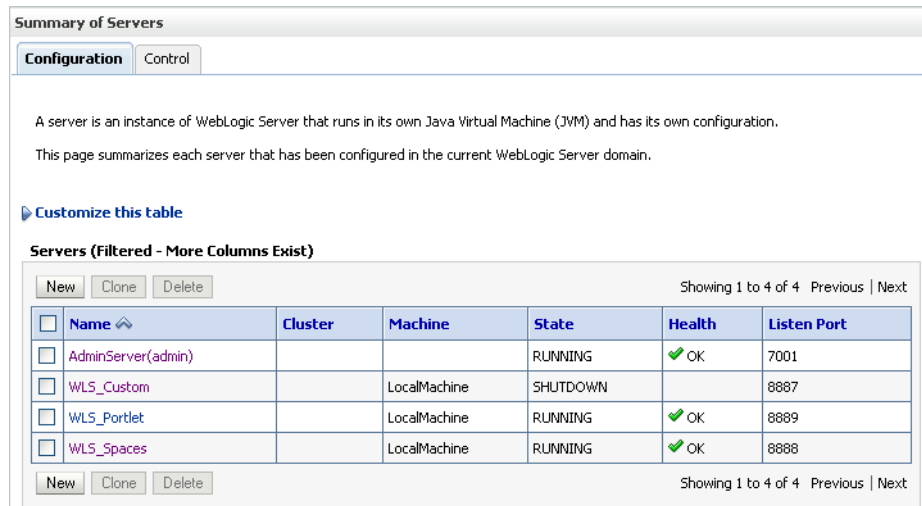 Summary of Servers
Configuration Control
A server is an instance of WebLogic Server that runs in its own Java Virtual Machine (JVM) and has its own configuration.
This page summarizes each server that has been configured in the current WebLogic Server domain.
Customize this table
Servers (Filtered - More Columns Exist)
New Clone Delete Showing 1 to 4 of 4 Previous | Next
Name Cluster Machine State Health Listen Port
AdminServer(admin) RUNNING OK 7001
WLS_Custom LocalMachine SHUTDOWN 8887
WLS_Portlet LocalMachine RUNNING OK 8889
WLS_Spaces LocalMachine RUNNING OK 8888
New Clone Delete Showing 1 to 4 of 4 Previous | Next